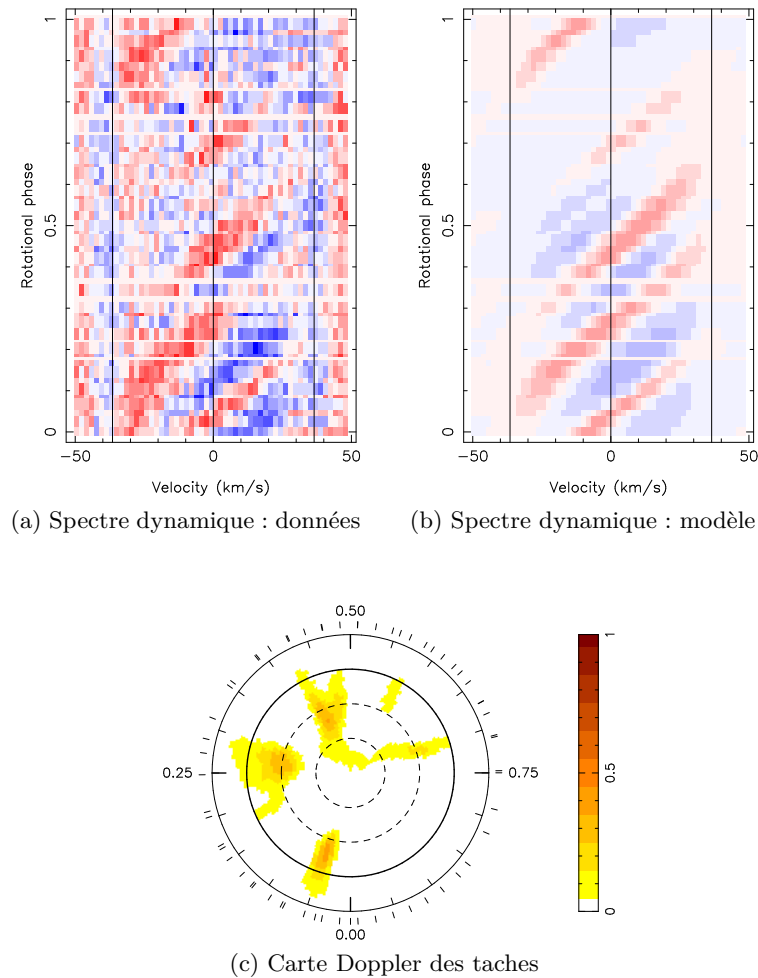 1
0.5
0
Rotational phase
−50
0
50
Velocity (km/s)
1
0.5
0
Rotational phase
−50
0
50
Velocity (km/s)
(a) Spectre dynamique : données
(b) Spectre dynamique : modèle
0.50
0.25
0.75
0.00
1
0.5
0
(c) Carte Doppler des taches